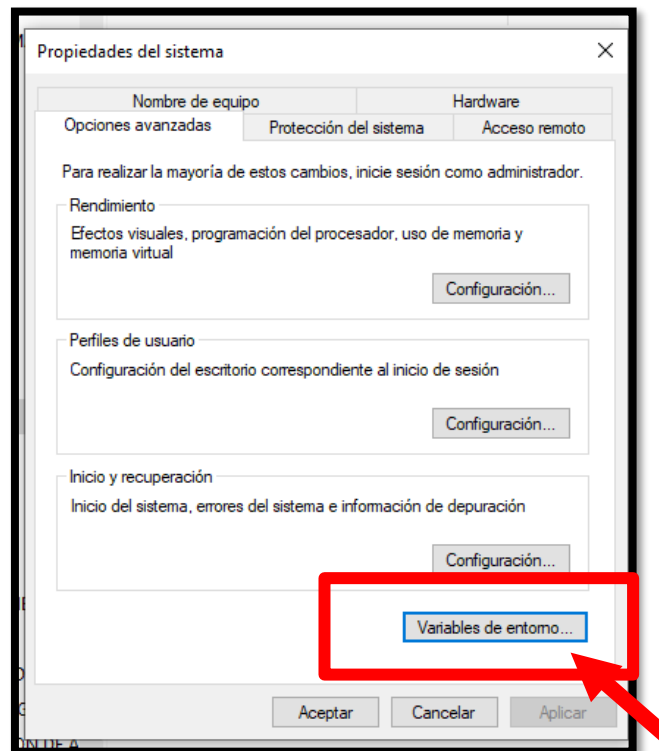 Propiedades del sistema
Nombre de equipo
Hardware
Opciones avanzadas
Protección del sistema
Acceso remoto
Para realizar la mayoría de estos cambios, inicie sesión como administrador.
Rendimiento
Efectos visuales, programación del procesador, uso de memoria y
memoria virtual
Configuración...
Perfiles de usuario
Configuración del escritorio correspondiente al inicio de sesión
Configuración...
Inicio y recuperación
Inicio del sistema, errores del sistema e información de depuración
Configuración...
Variables de entorno...
Aceptar
Cancelar
Aplicar